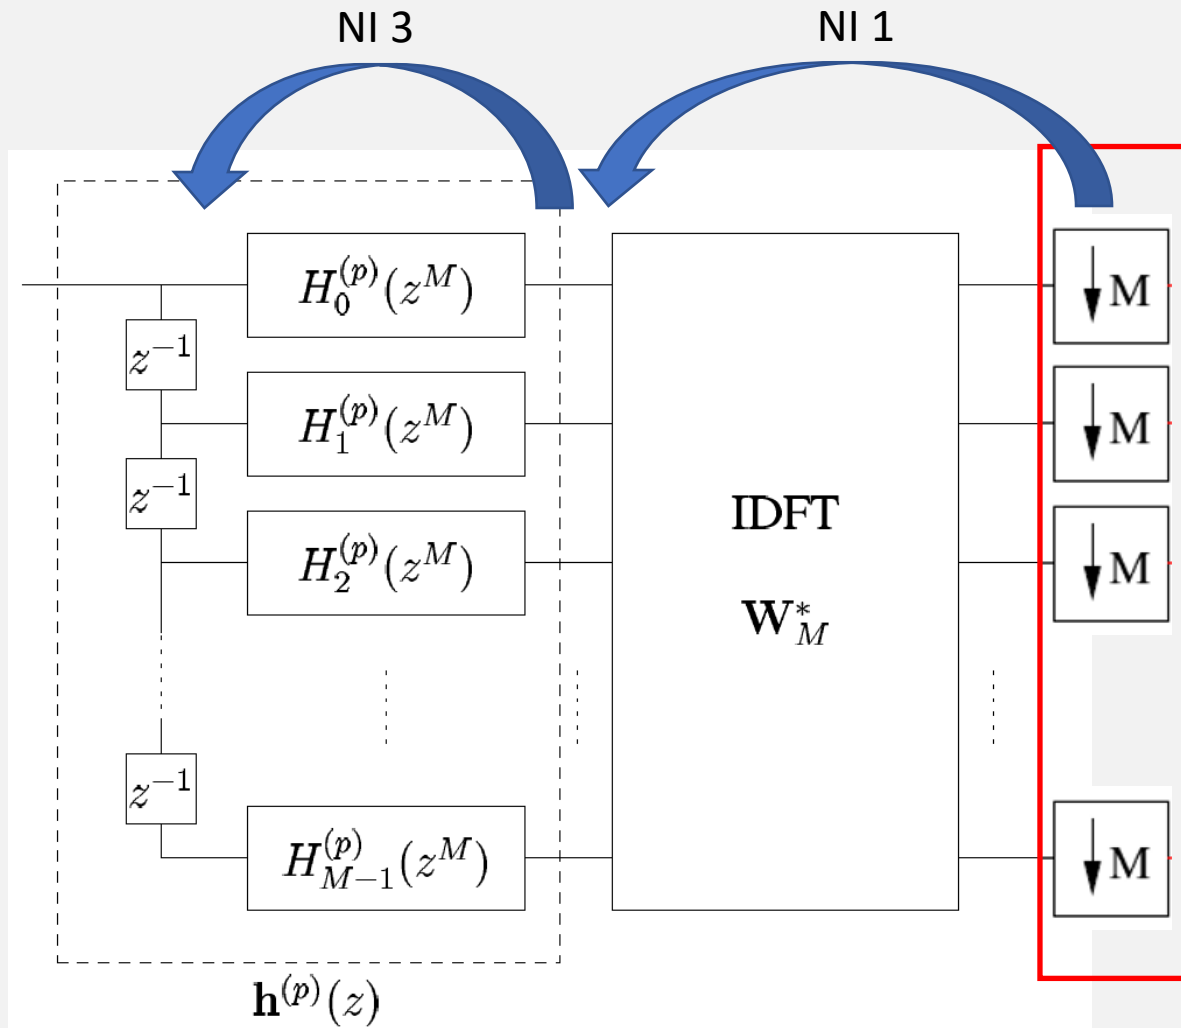 NI 3
NI 1
H_0^{(p)}(z^M)
↓ M
z^{-1}
H_1^{(p)}(z^M)
↓ M
z^{-1}
H_2^{(p)}(z^M)
↓ M
IDFT
W_M^*
z^{-1}
H_{M-1}^{(p)}(z^M)
↓ M
h^{(p)}(z)